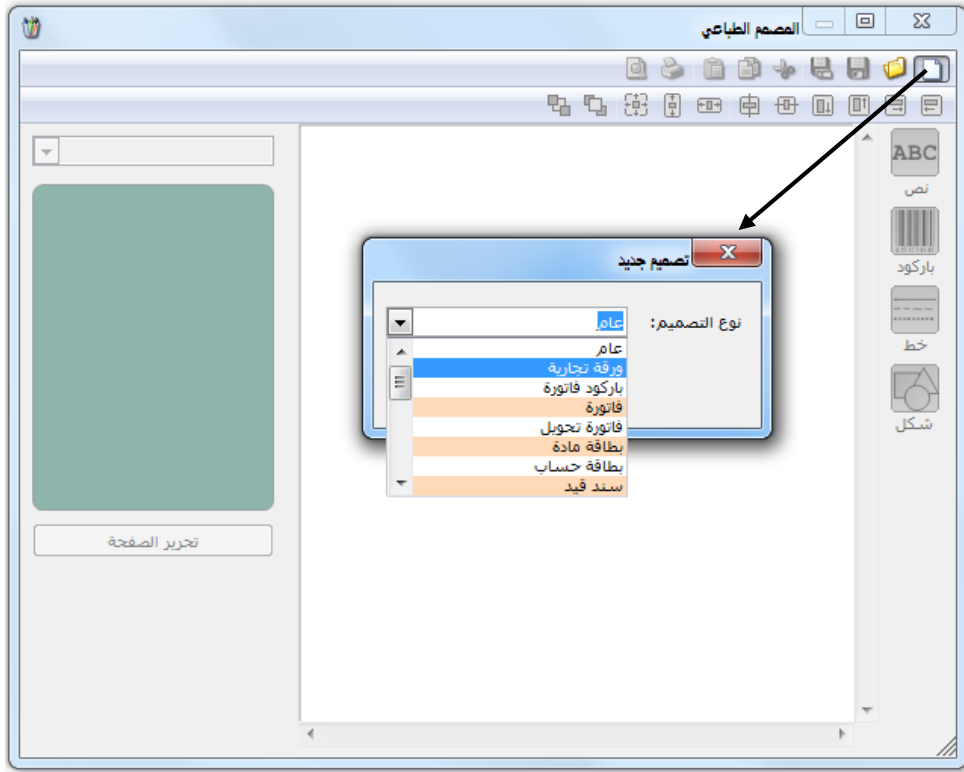 المصمم الطباعي
ABC
نص
باركود
خط
شكل
تصميم جديد
نوع التصميم:
عام
عام
ورقة تجارية
باركود فاتورة
فاتورة
فاتورة تحويل
بطاقة مادة
بطاقة حساب
سند قيد
تحرير الصفحة